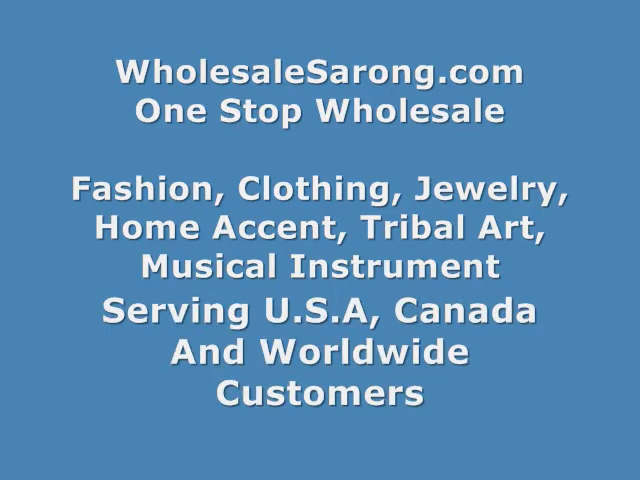 WholesaleSarong.com
One Stop Wholesale
Fashion, Clothing, Jewelry,
Home Accent, Tribal Art,
Musical Instrument
Serving U.S.A, Canada
And Worldwide
Customers